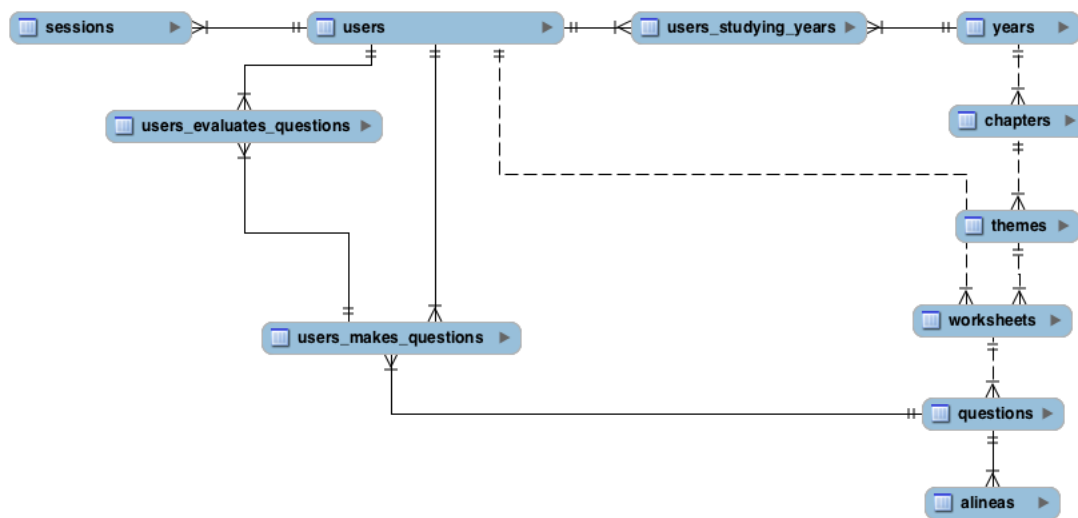 sessions
users
users_studying_years
years
users_evaluates_questions
chapters
themes
worksheets
users_makes_questions
questions
alineas